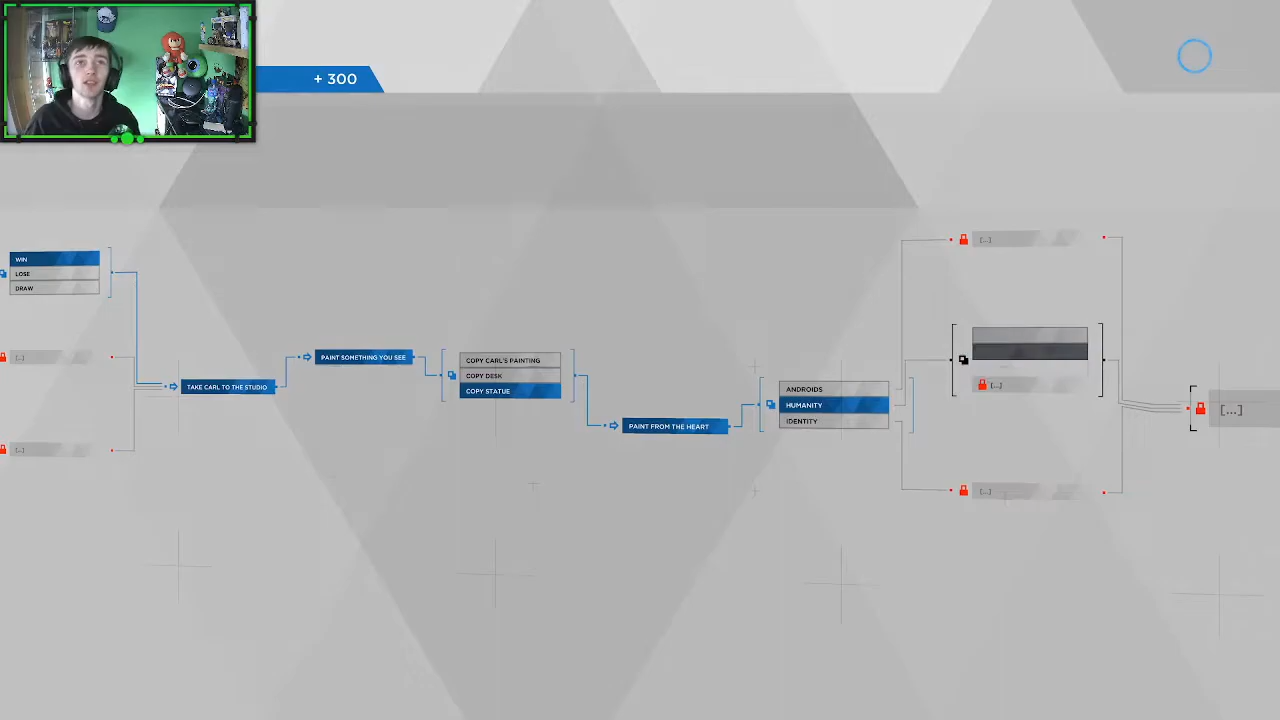 + 300
WIN
LOSE
DRAW
[...]
[...]
TAKE CARL TO THE STUDIO
PAINT SOMETHING YOU SEE
COPY CARL'S PAINTING
COPY DESK
COPY STATUE
PAINT FROM THE HEART
ANDROIDS
HUMANITY
IDENTITY
[...]
[...]
[...]
[...]